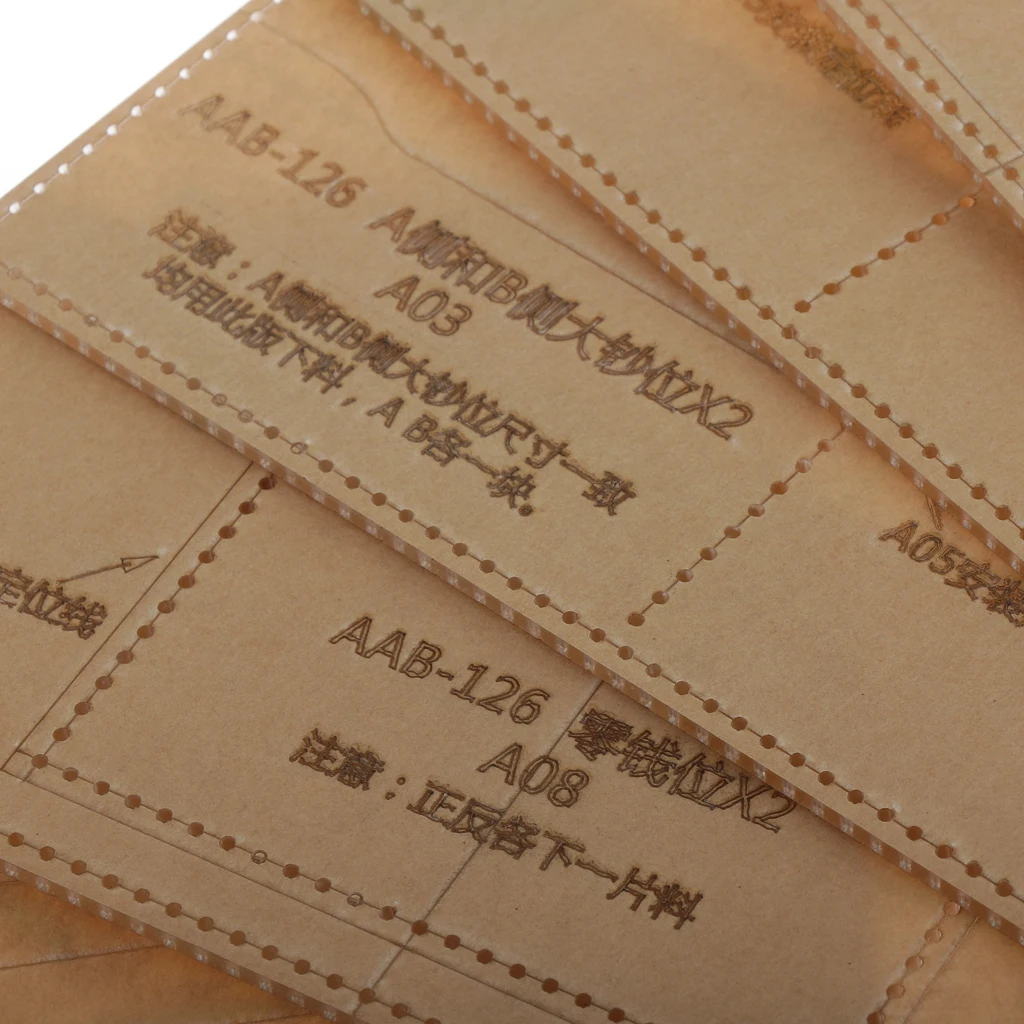 AAB-126 A侧和B侧大钞位X2
A03
注意：A侧和B侧大钞位尺寸一致
均用此版下料，A B各一块。
A05安装
定位线
AAB-126 零钱位X2
A08
注意：正反各下一片料